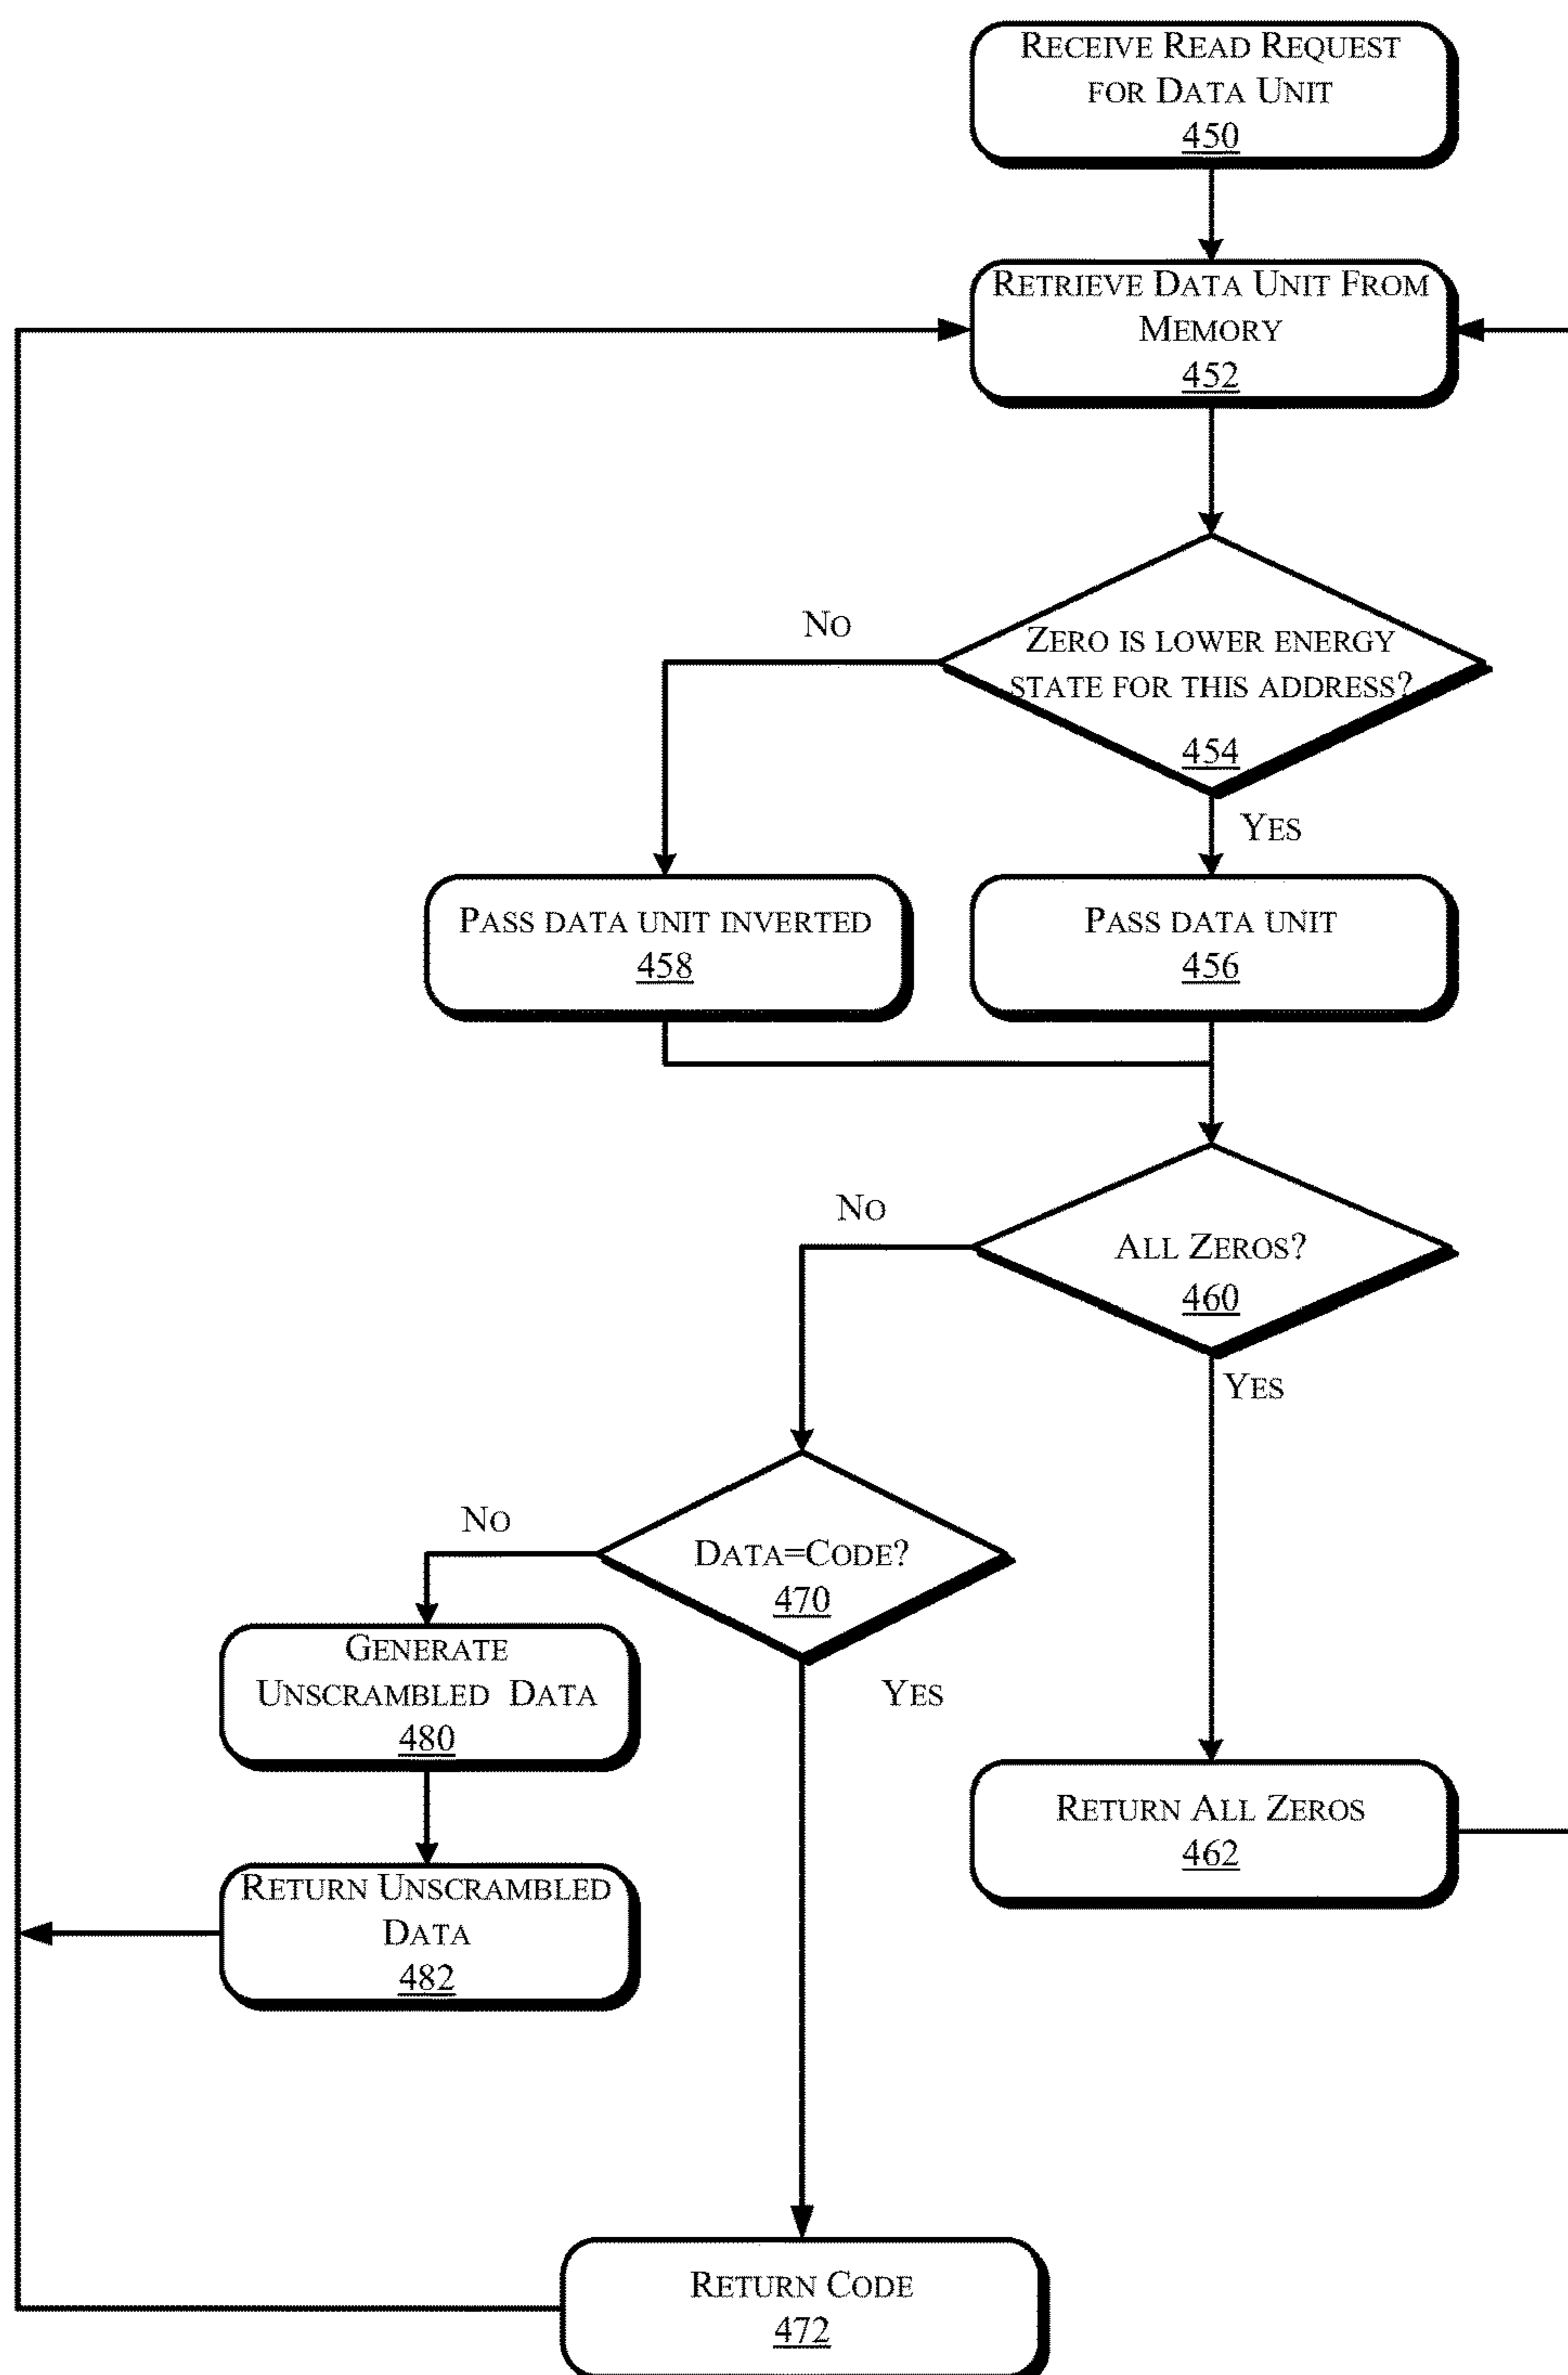 RECEIVE READ REQUEST
FOR DATA UNIT
450
RETRIEVE DATA UNIT FROM
MEMORY
452
NO
ZERO IS LOWER ENERGY
STATE FOR THIS ADDRESS?
454
YES
PASS DATA UNIT INVERTED
458
PASS DATA UNIT
456
NO
ALL ZEROS?
460
YES
NO
DATA=CODE?
470
YES
GENERATE
UNSCRAMBLED DATA
480
RETURN ALL ZEROS
462
RETURN UNSCRAMBLED
DATA
482
RETURN CODE
472